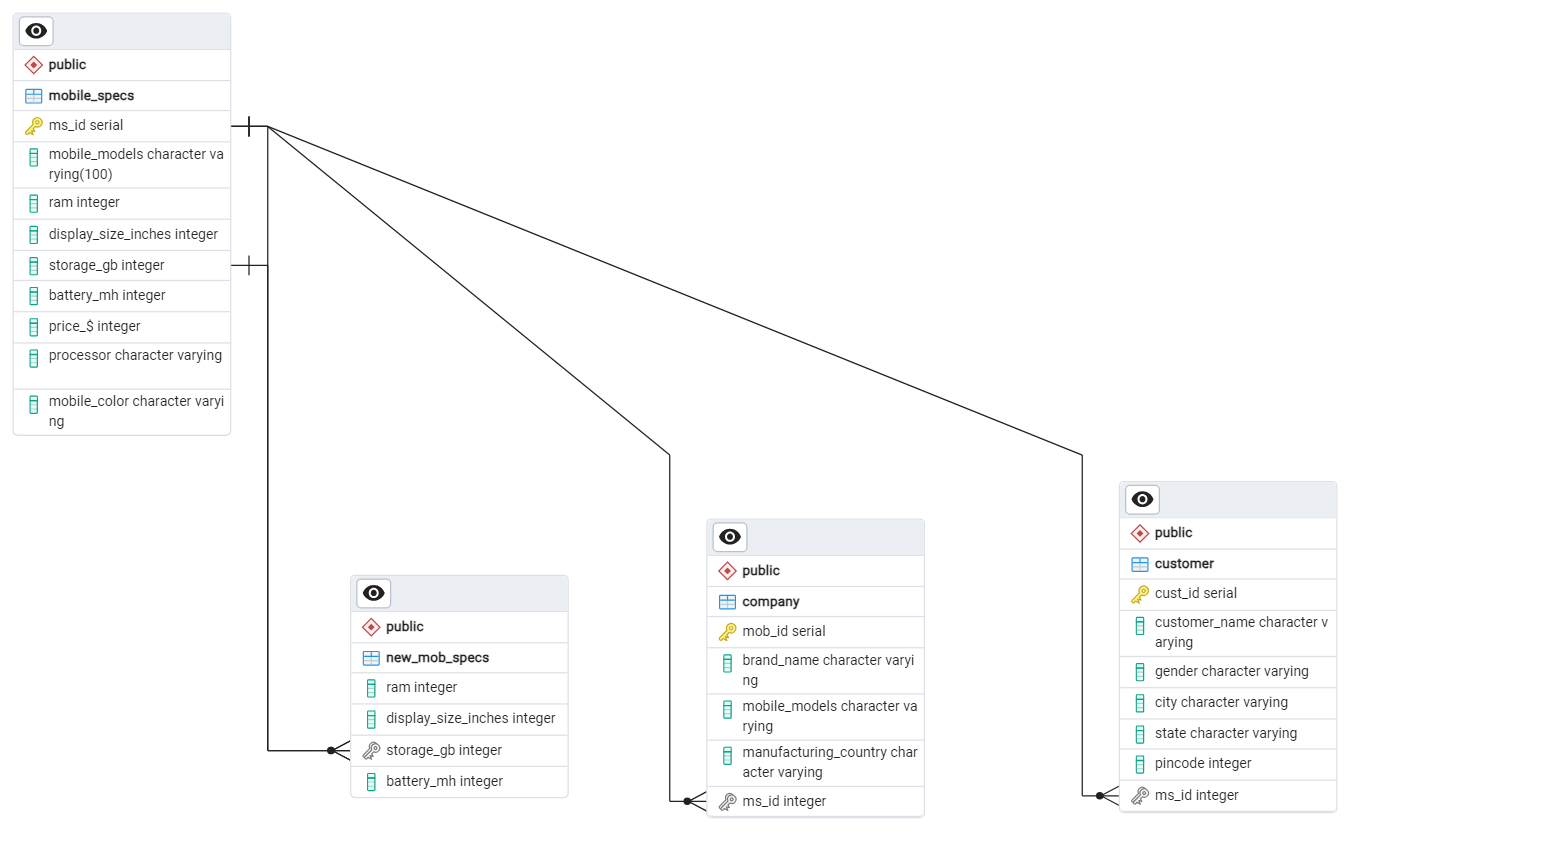 public
mobile_specs
ms_id serial
mobile_models character va
rying(100)
ram integer
display_size_inches integer
storage_gb integer
battery_mh integer
price_$ integer
processor character varying
mobile_color character varyi
ng
public
new_mob_specs
ram integer
display_size_inches integer
storage_gb integer
battery_mh integer
public
company
mob_id serial
brand_name character varyi
ng
mobile_models character va
rying
manufacturing_country char
acter varying
ms_id integer
public
customer
cust_id serial
customer_name character v
arying
gender character varying
city character varying
state character varying
pincode integer
ms_id integer